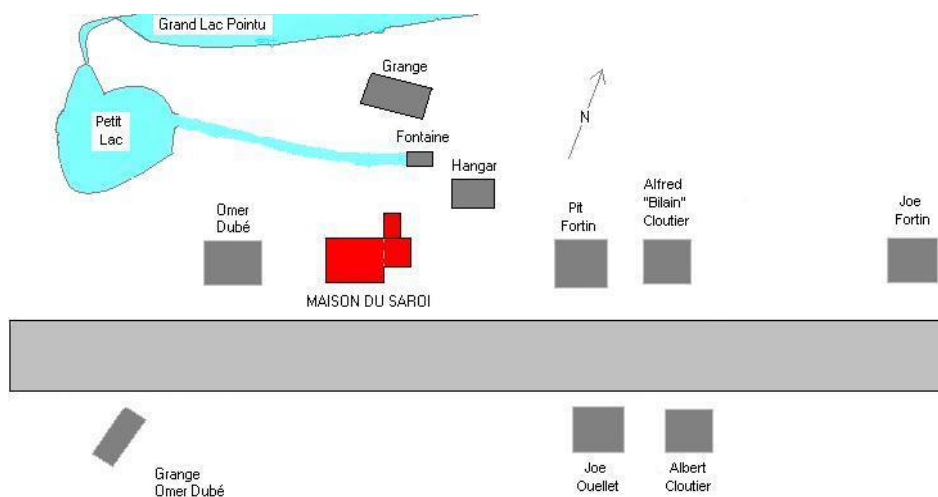 Grand Lac Pointu
Grange
Petit
Lac
N
Fontaine
Hangar
Omer
Dubé
Pit
Fortin
Alfred
"Bilain"
Cloutier
Joe
Fortin
MAISON DU SAROI
Grange
Omer Dubé
Joe
Ouellet
Albert
Cloutier